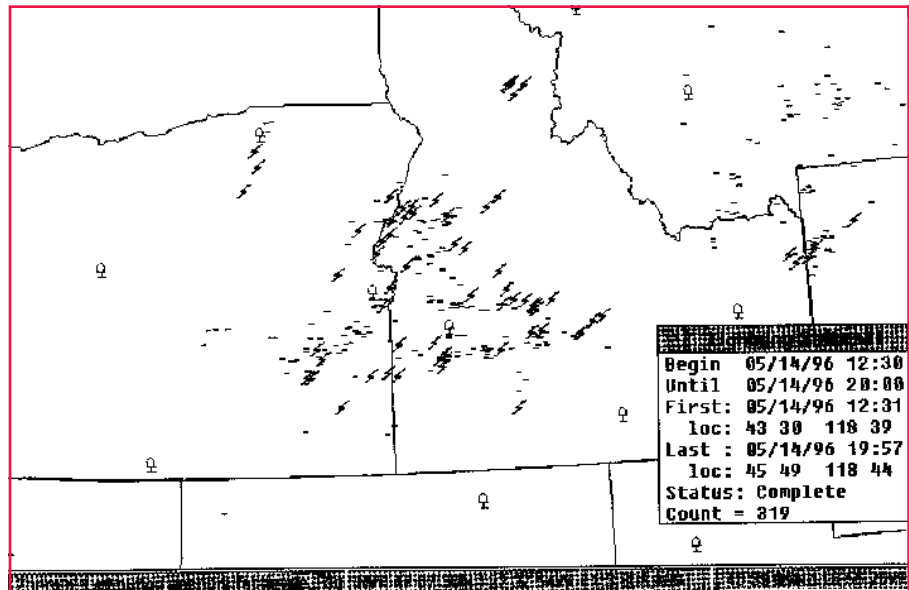 Begin 05/14/96 12:30
Until 05/14/96 20:00
First: 05/14/96 12:31
loc: 43 30 118 39
Last : 05/14/96 19:57
loc: 45 49 118 44
Status: Complete
Count = 319